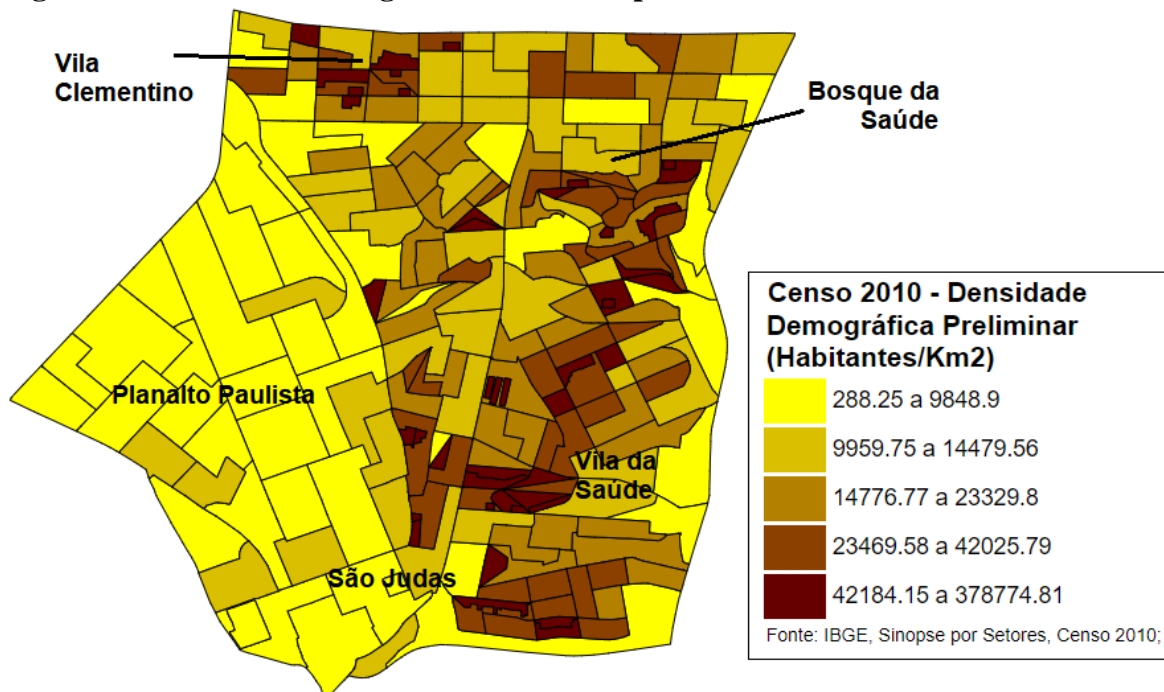 Vila
Clementino
Bosque da
Saúde
Planalto Paulista
Vila da
Saúde
São Judas
Censo 2010 - Densidade
Demográfica Preliminar
(Habitantes/Km2)
288.25 a 9848.9
9959.75 a 14479.56
14776.77 a 23329.8
23469.58 a 42025.79
42184.15 a 378774.81
Fonte: IBGE, Sinopse por Setores, Censo 2010;